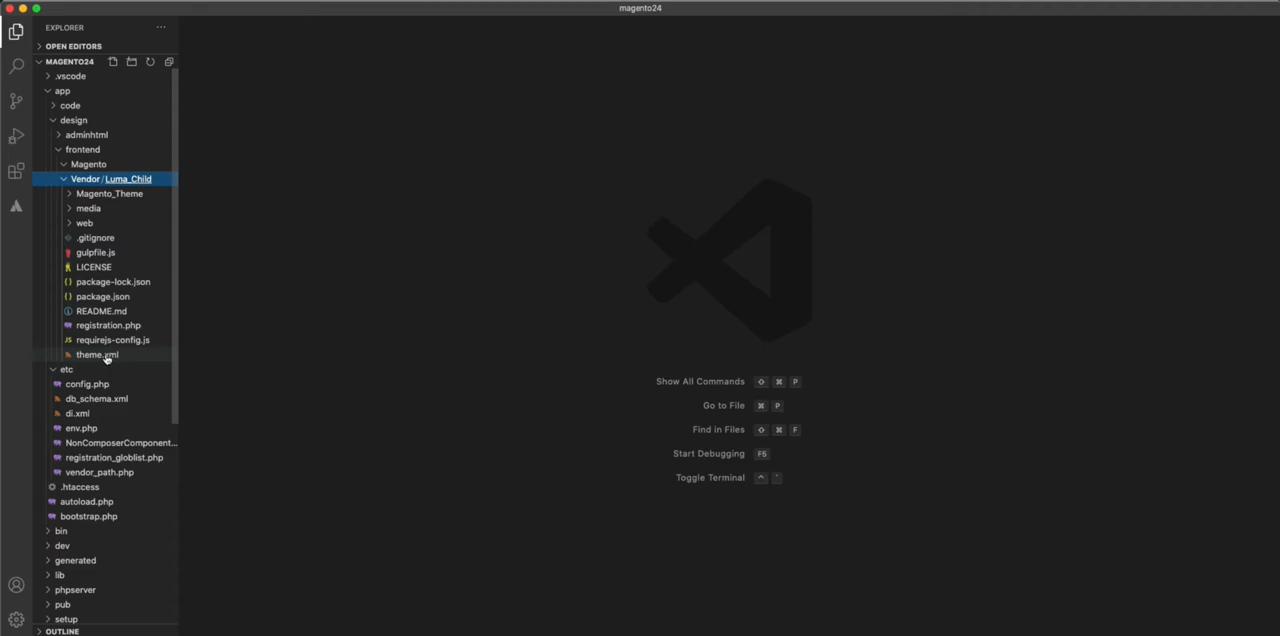 magento24
EXPLORER
OPEN EDITORS
MAGENTO24
.vscode
app
code
design
adminhtml
frontend
Magento
Vendor / Luma_Child
Magento_Theme
media
web
.gitignore
gulpfile.js
LICENSE
package-lock.json
package.json
README.md
registration.php
JS requirejs-config.js
theme.xml
etc
config.php
db_schema.xml
di.xml
env.php
NonComposerComponent...
registration_globlist.php
vendor_path.php
.htaccess
autoload.php
bootstrap.php
bin
dev
generated
lib
phpserver
pub
setup
OUTLINE
Show All Commands ⇧ ⌘ P
Go to File ⌘ P
Find in Files ⇧ ⌘ F
Start Debugging F5
Toggle Terminal ^ `